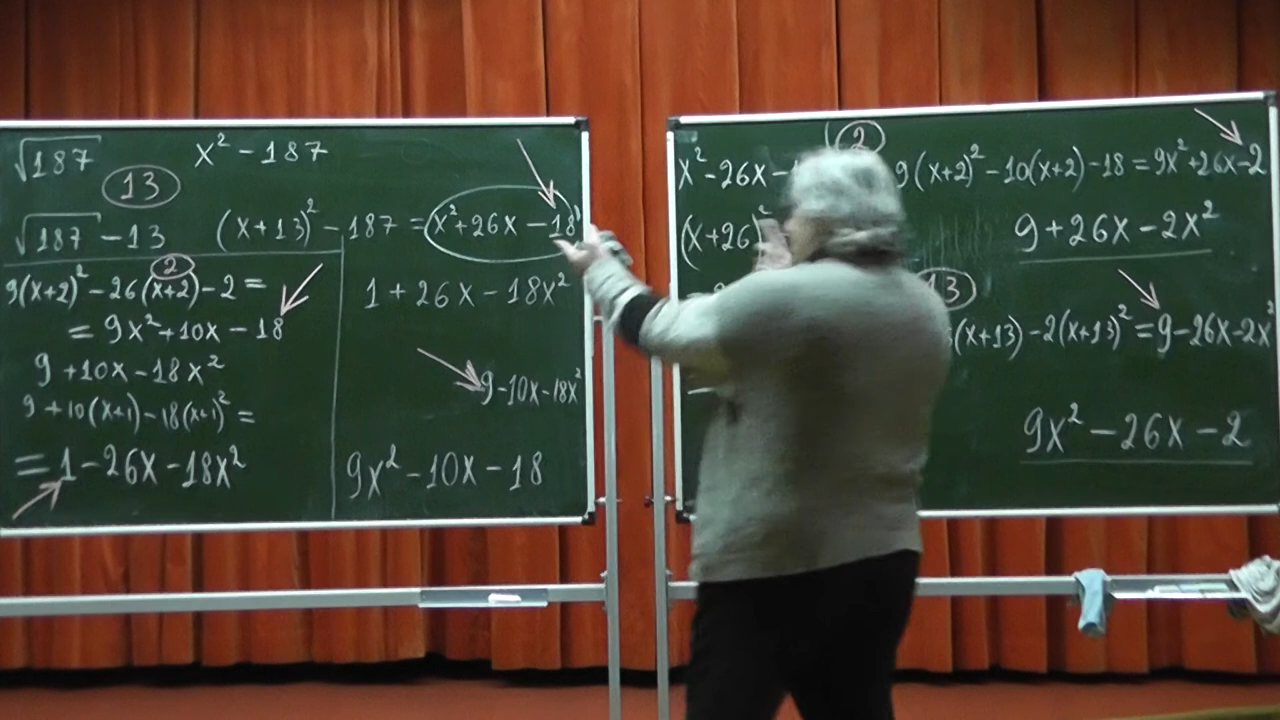 √187 x² − 187
13
√187 − 13 (x+13)² − 187 = x²+26x − 18
9(x+2)² − 26(x+2) − 2 =
2
= 9x²+10x − 18
9 +10x − 18x²
9 +10(x+1) − 18(x+1)² =
= 1 − 26x − 18x²
1 + 26x − 18x²
9 − 10x − 18x²
9x² − 10x − 18
x² − 26x −
(x+26)²
2
9(x+2)² − 10(x+2) − 18 = 9x²+26x − 2
9 + 26x − 2x²
(x+13) − 2(x+13)² = 9 − 26x − 2x²
9x² − 26x − 2